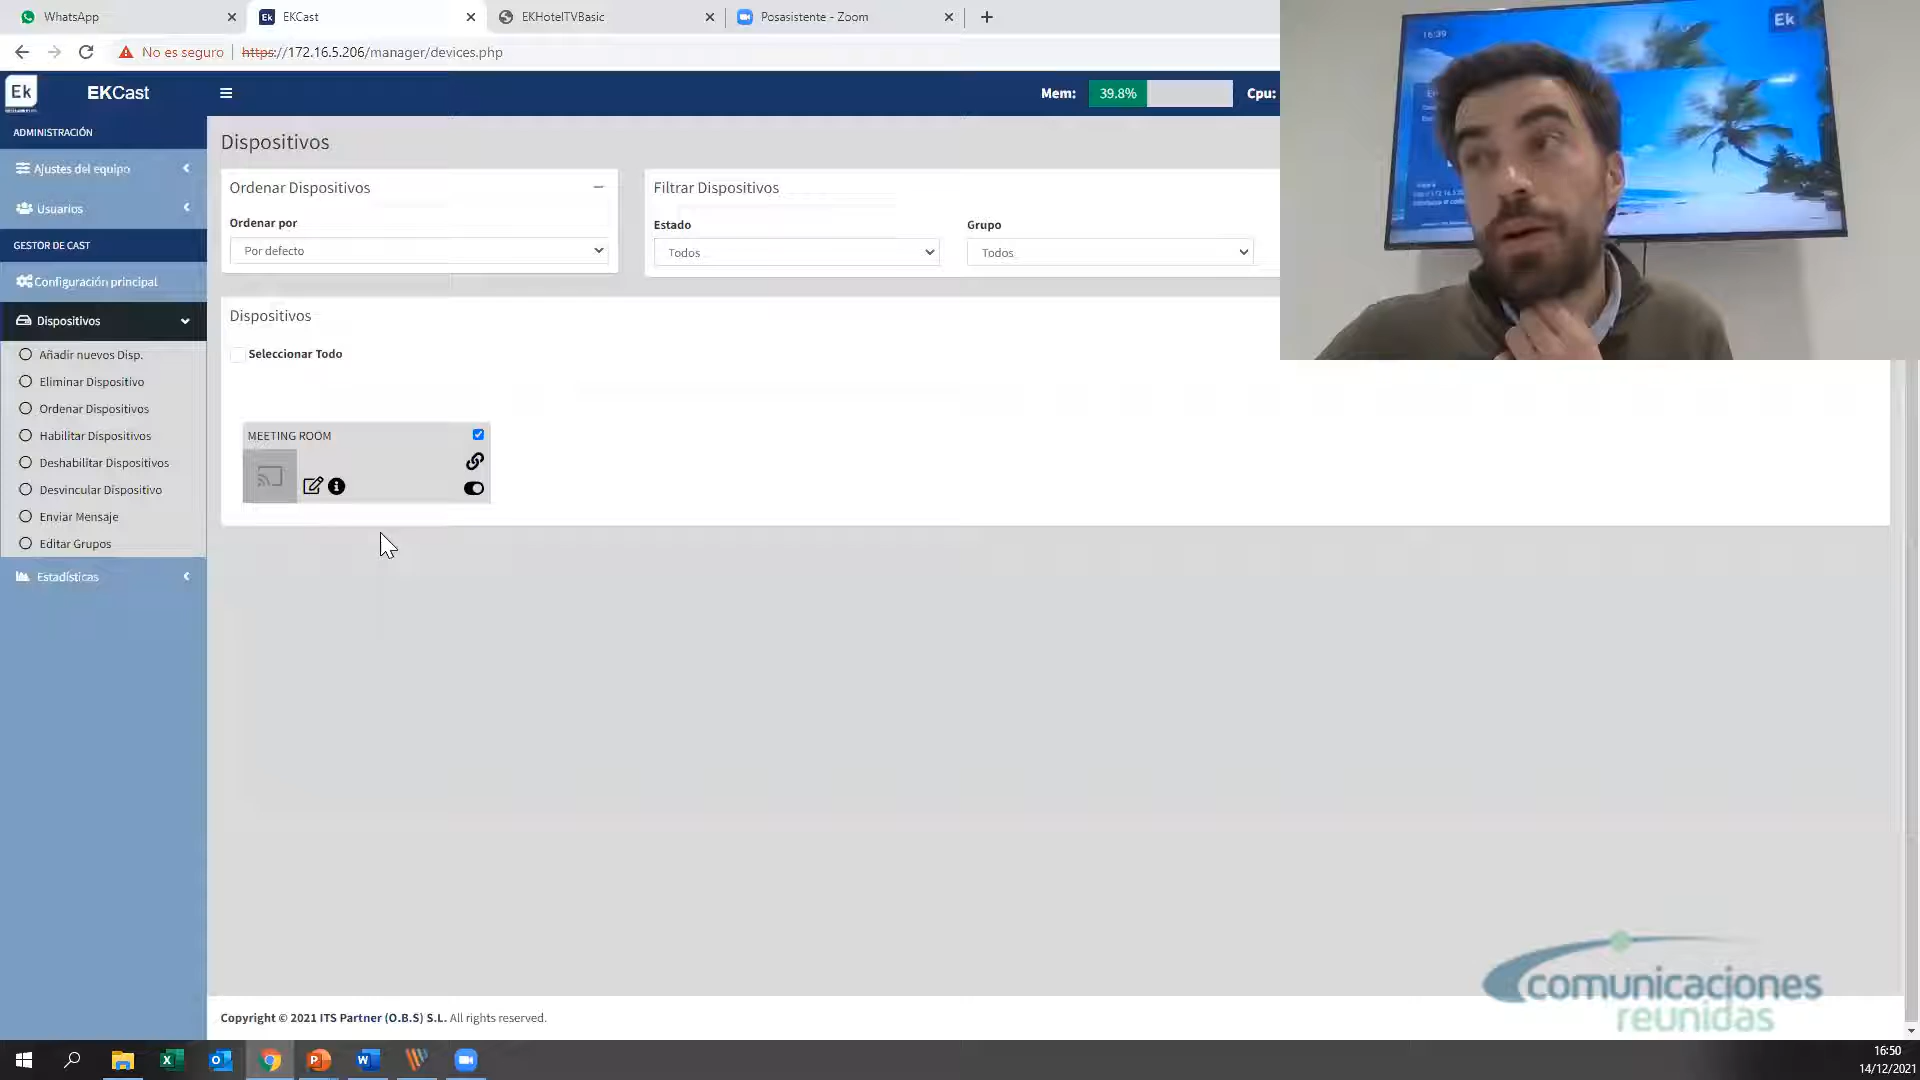 WhatsApp
EKCast
EKHotelTVBasic
Posasistente - Zoom
No es seguro
https://172.16.5.206/manager/devices.php
Ek
EKCast
Mem:
39.8%
Cpu:
ADMINISTRACIÓN
Ajustes del equipo
Usuarios
GESTOR DE CAST
Configuración principal
Dispositivos
Añadir nuevos Disp.
Eliminar Dispositivo
Ordenar Dispositivos
Habilitar Dispositivos
Deshabilitar Dispositivos
Desvincular Dispositivo
Enviar Mensaje
Editar Grupos
Estadísticas
Dispositivos
Ordenar Dispositivos
Ordenar por
Por defecto
Filtrar Dispositivos
Estado
Todos
Grupo
Todos
Dispositivos
Seleccionar Todo
MEETING ROOM
16:39
Ek
comunicaciones
reunidas
Copyright © 2021 ITS Partner (O.B.S) S.L. All rights reserved.
16:50
14/12/2021